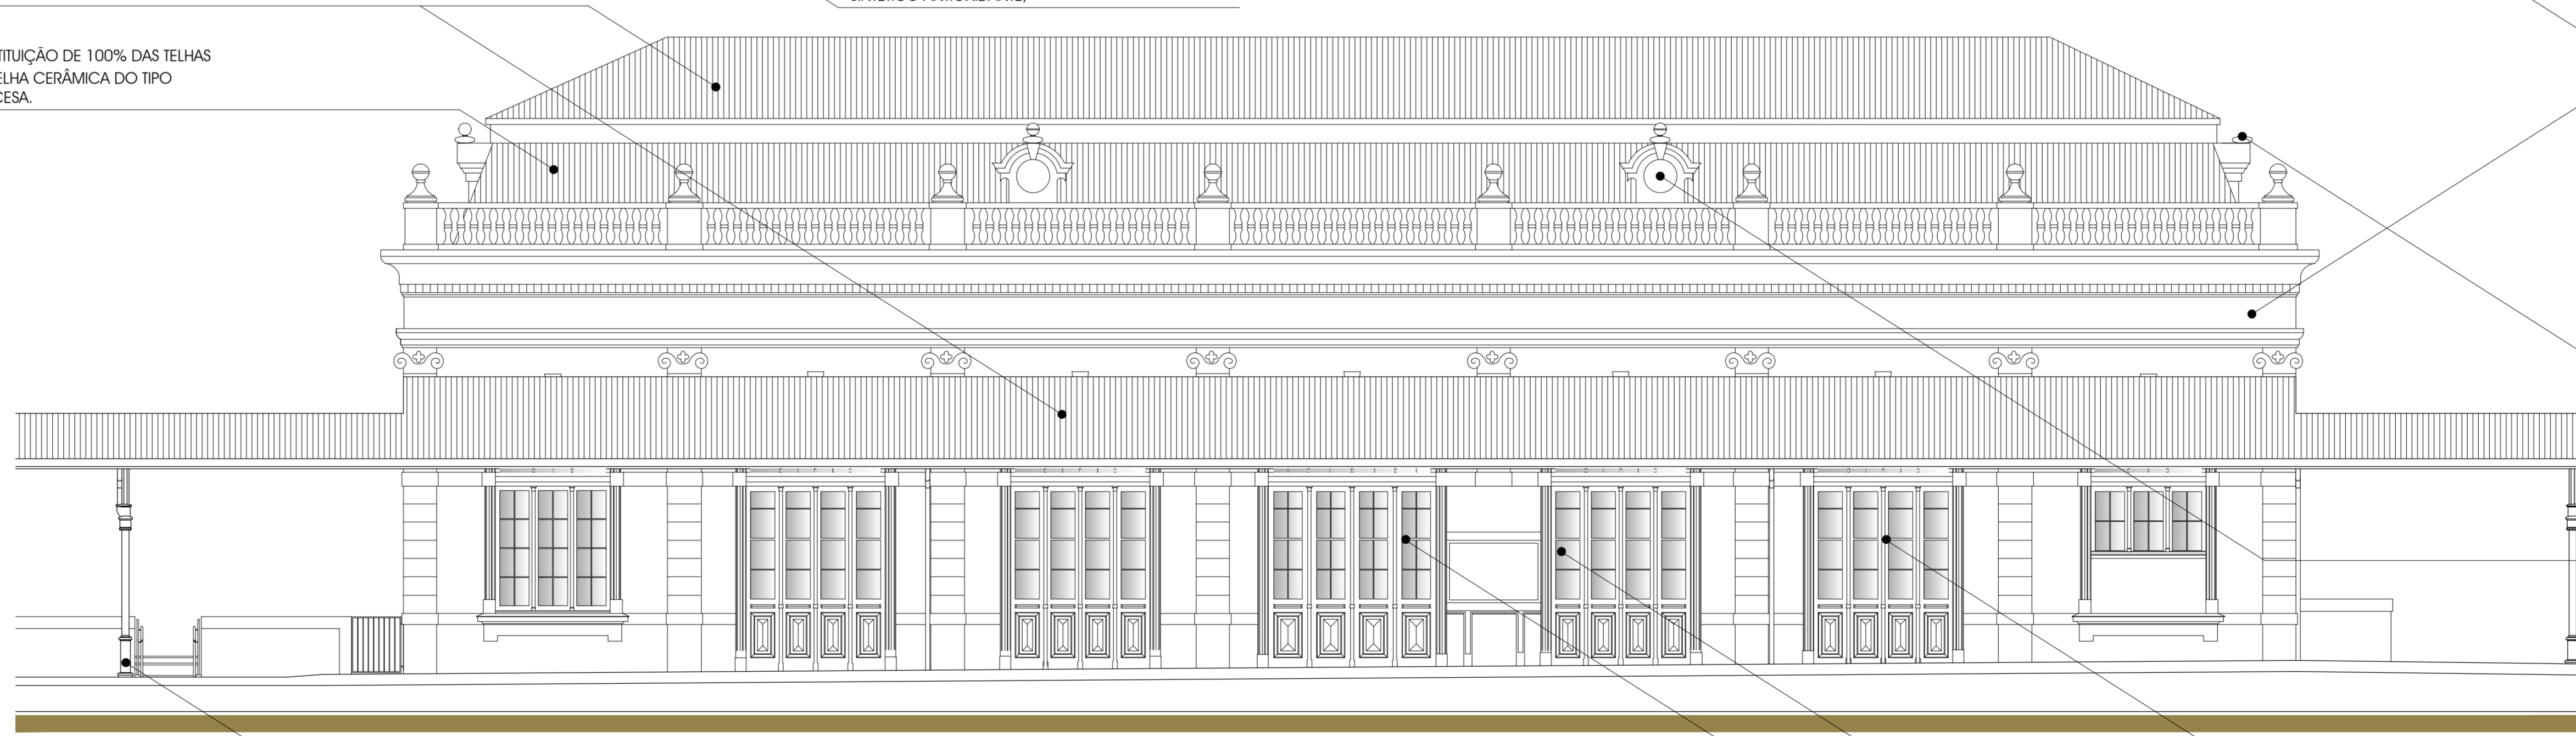 TITUIÇÃO DE 100% DAS TELHAS
ELHA CERÂMICA DO TIPO
CESA.